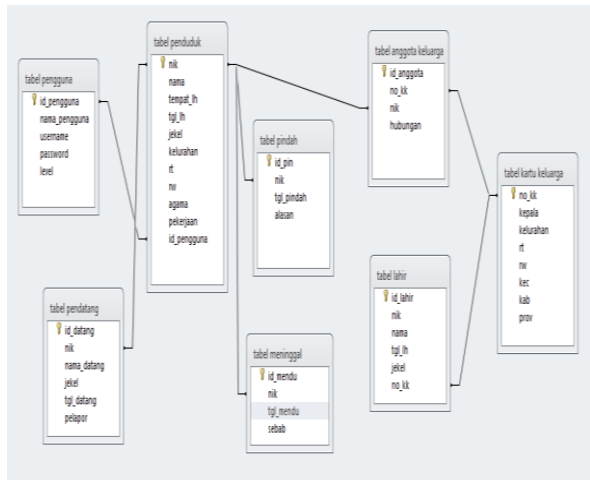 tabel pengguna
id_pengguna
nama_pengguna
username
password
level
tabel penduduk
nik
nama
tempat_lh
tgl_lh
jekel
kelurahan
rt
rw
agama
pekerjaan
id_pengguna
tabel pindah
id_pin
nik
tgl_pindah
alasan
tabel anggota keluarga
id_anggota
no_kk
nik
hubungan
tabel kartu keluarga
no_kk
kepala
kelurahan
rt
rw
kec
kab
prov
tabel lahir
id_lahir
nik
nama
tgl_lh
jekel
no_kk
tabel pendatang
id_datang
nik
nama_datang
jekel
tgl_datang
pelapor
tabel meninggal
id_mendu
nik
tgl_mendu
sebab